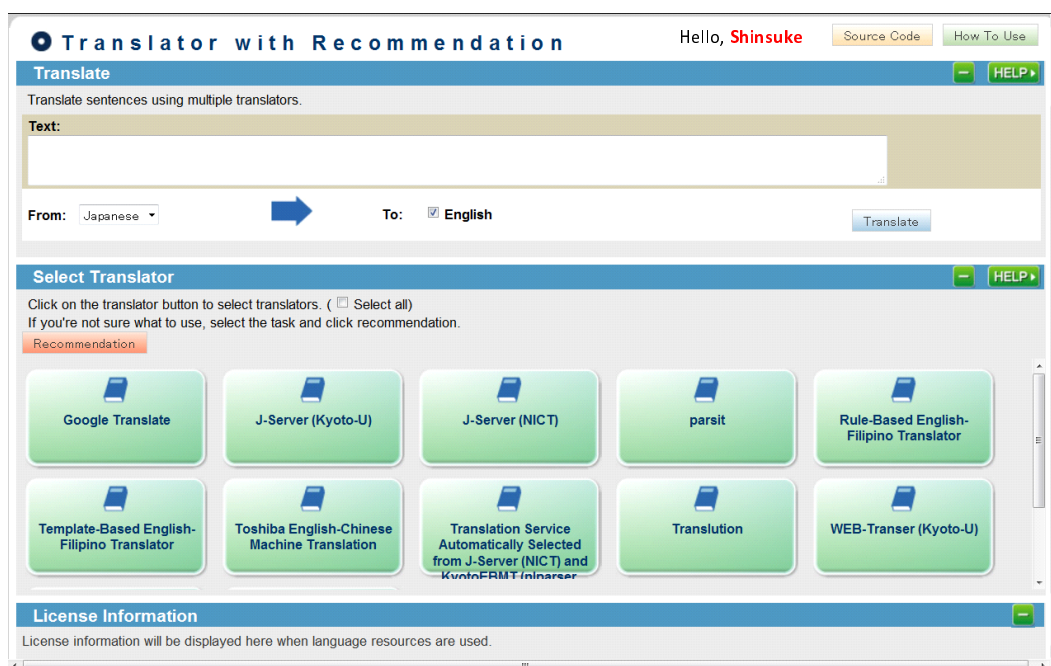 Translator with Recommendation
Hello, Shinsuke
Source Code
How To Use
Translate
HELP
Translate sentences using multiple translators.
Text:
From: Japanese
To: English
Translate
Select Translator
HELP
Click on the translator button to select translators. ( Select all)
If you're not sure what to use, select the task and click recommendation.
Recommendation
Google Translate
J-Server (Kyoto-U)
J-Server (NICT)
parsit
Rule-Based English-
Filipino Translator
Template-Based English-
Filipino Translator
Toshiba English-Chinese
Machine Translation
Translation Service
Automatically Selected
from J-Server (NICT) and
KyotoEBMT (nlparser
Translution
WEB-Transer (Kyoto-U)
License Information
License information will be displayed here when language resources are used.